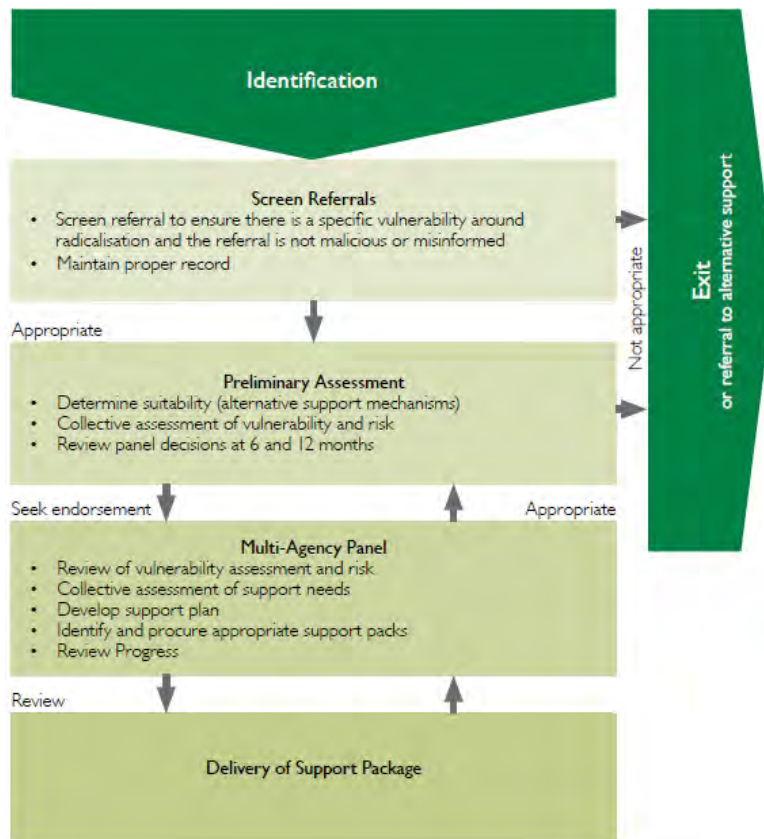 Identification
Screen Referrals
• Screen referral to ensure there is a specific vulnerability around
radicalisation and the referral is not malicious or misinformed
• Maintain proper record
Appropriate
Not appropriate
Exit
or referral to alternative support
Preliminary Assessment
• Determine suitability (alternative support mechanisms)
• Collective assessment of vulnerability and risk
• Review panel decisions at 6 and 12 months
Seek endorsement
Appropriate
Multi-Agency Panel
• Review of vulnerability assessment and risk
• Collective assessment of support needs
• Develop support plan
• Identify and procure appropriate support packs
• Review Progress
Review
Delivery of Support Package